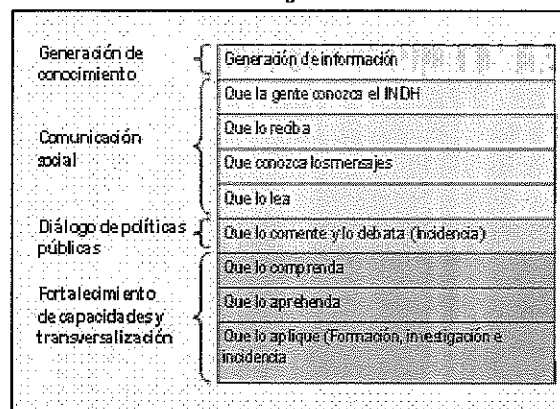 Generación de
conocimiento
Generación de información
Comunicación
social
Que la gente conozca el INDH
Que lo reciba
Que conozca los mensajes
Que lo lea
Diálogo de políticas
públicas
Que lo comente y lo debata (Incidencia)
Fortalecimiento
de capacidades y
transversalización
Que lo comprenda
Que lo aprehenda
Que lo aplique (Formación, investigación e
incidencia